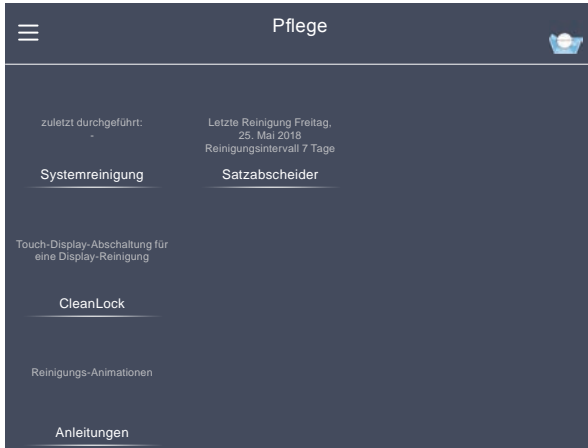 Pflege
zuletzt durchgeführt:
-
Systemreinigung
Letzte Reinigung Freitag,
25. Mai 2018
Reinigungsintervall 7 Tage
Satzabscheider
Touch-Display-Abschaltung für
eine Display-Reinigung
CleanLock
Reinigungs-Animationen
Anleitungen